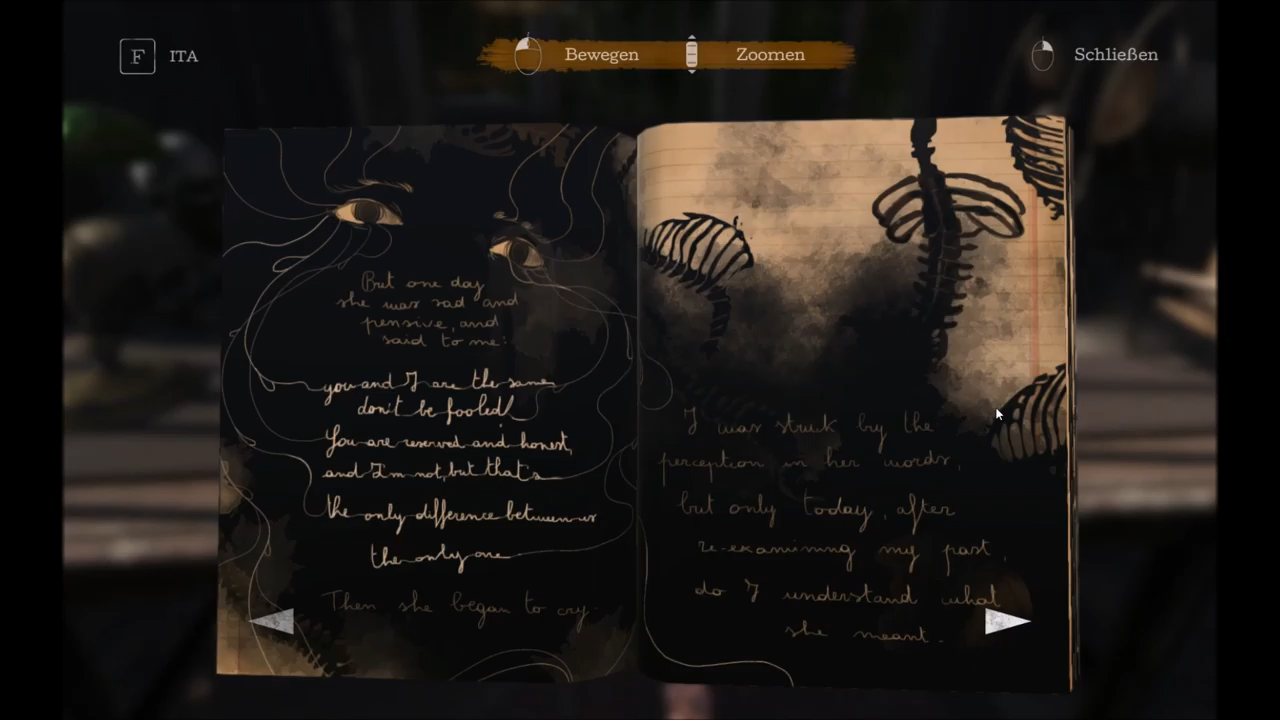 F ITA
Bewegen
Zoomen
Schließen
But one day
she was sad and
pensive, and
said to me:
you and I are the same
don't be fooled!
You are reserved and honest,
and I'm not, but that's
the only difference between us
the only one
Then she began to cry.
I was struck by the
perception in her words,
but only today, after
re-examining my past,
do I understand what
she meant.